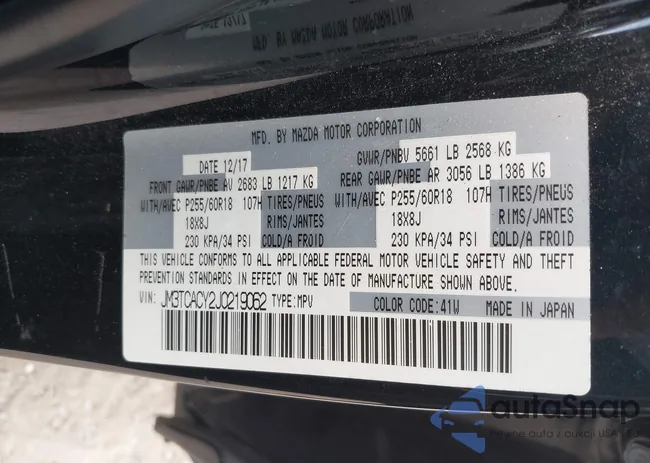 MFD. BY MAZDA MOTOR CORPORATION
DATE 12/17
GVWR/PNBV 5661 LB 2568 KG
FRONT GAWR/PNBE AV 2683 LB 1217 KG
REAR GAWR/PNBE AR 3056 LB 1386 KG
WITH/AVEC P255/60R18 107H TIRES/PNEUS
WITH/AVEC P255/60R18 107H TIRES/PNEUS
18X8J RIMS/JANTES
18X8J RIMS/JANTES
230 KPA/34 PSI COLD/A FROID
230 KPA/34 PSI COLD/A FROID
THIS VEHICLE CONFORMS TO ALL APPLICABLE FEDERAL MOTOR VEHICLE SAFETY AND THEFT
PREVENTION STANDARDS IN EFFECT ON THE DATE OF MANUFACTURE SHOWN ABOVE.
VIN: JM3TCACY2J0219062 TYPE:MPV
COLOR CODE:41W MADE IN JAPAN
autoSnap
pewne auta z aukcji USA